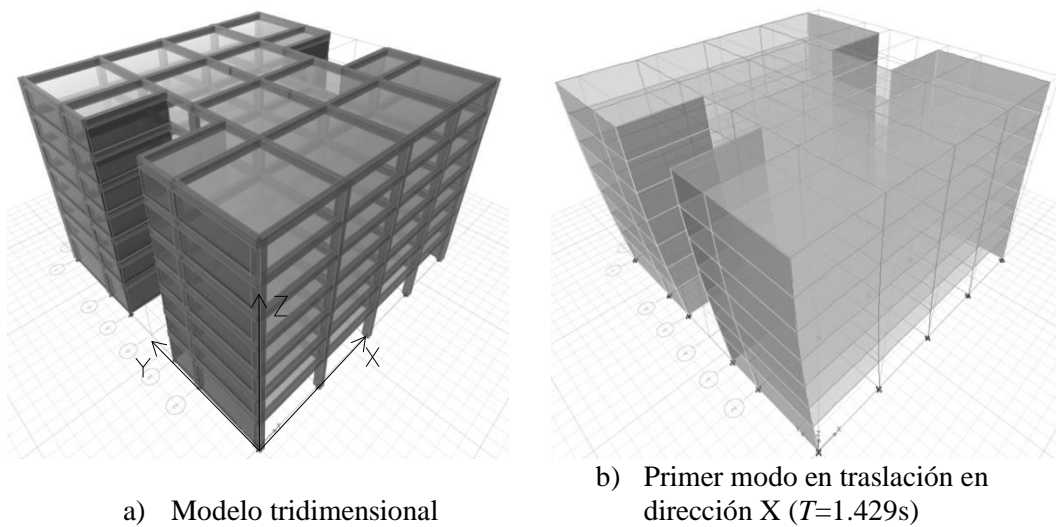 Z
Y
X
a) Modelo tridimensional
b) Primer modo en traslación en
dirección X (T=1.429s)